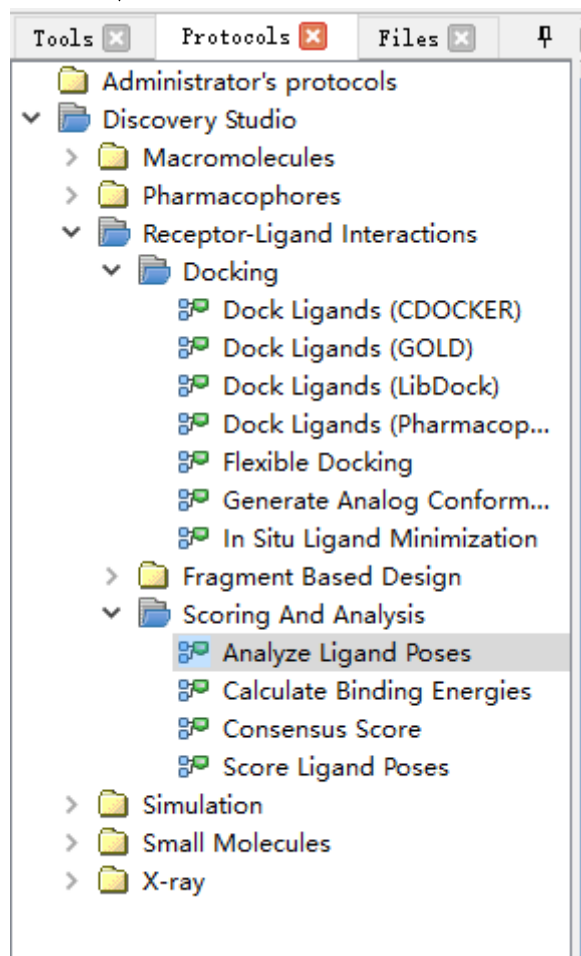 Tools Protocols Files
Administrator's protocols
Discovery Studio
Macromolecules
Pharmacophores
Receptor-Ligand Interactions
Docking
Dock Ligands (CDOCKER)
Dock Ligands (GOLD)
Dock Ligands (LibDock)
Dock Ligands (Pharmacop...
Flexible Docking
Generate Analog Conform...
In Situ Ligand Minimization
Fragment Based Design
Scoring And Analysis
Analyze Ligand Poses
Calculate Binding Energies
Consensus Score
Score Ligand Poses
Simulation
Small Molecules
X-ray